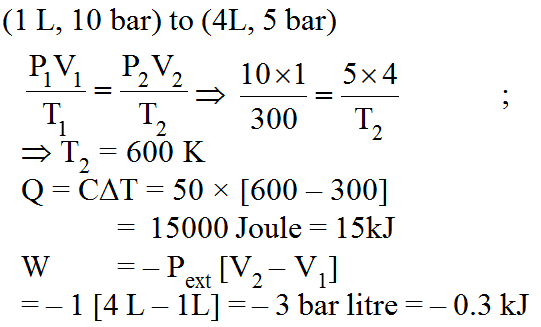 (1 L, 10 bar) to (4L, 5 bar)
P₁V₁/T₁ = P₂V₂/T₂ ⇒ 10×1/300 = 5×4/T₂ ;
⇒ T₂ = 600 K
Q = CΔT = 50 × [600 – 300]
= 15000 Joule = 15kJ
W = – Pext [V₂ – V₁]
= – 1 [4 L – 1L] = – 3 bar litre = – 0.3 kJ